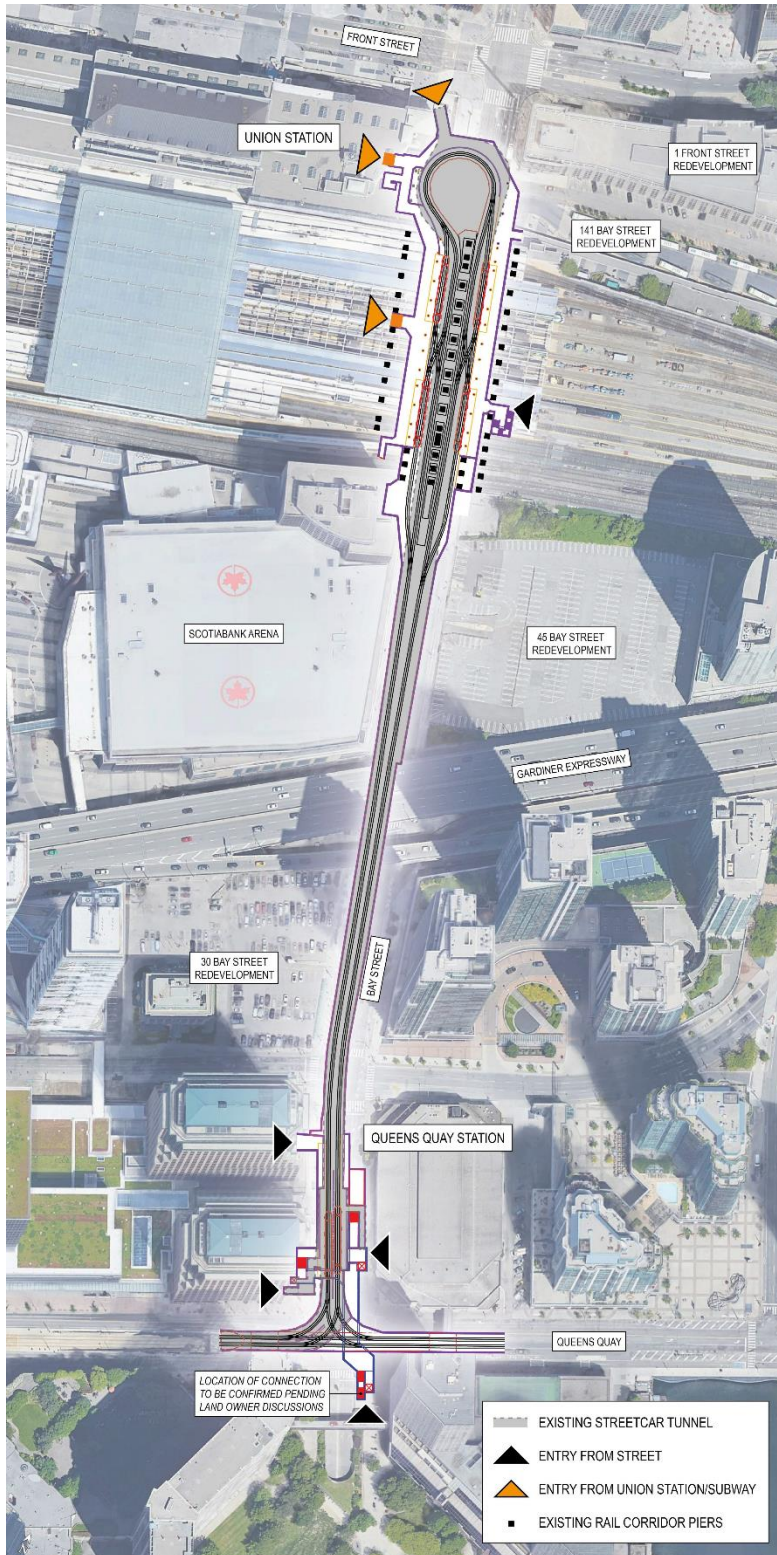 FRONT STREET
UNION STATION
1 FRONT STREET
REDEVELOPMENT
141 BAY STREET
REDEVELOPMENT
SCOTIABANK ARENA
45 BAY STREET
REDEVELOPMENT
GARDINER EXPRESSWAY
30 BAY STREET
REDEVELOPMENT
BAY STREET
QUEENS QUAY STATION
QUEENS QUAY
LOCATION OF CONNECTION
TO BE CONFIRMED PENDING
LAND OWNER DISCUSSIONS
EXISTING STREETCAR TUNNEL
ENTRY FROM STREET
ENTRY FROM UNION STATION/SUBWAY
EXISTING RAIL CORRIDOR PIERS